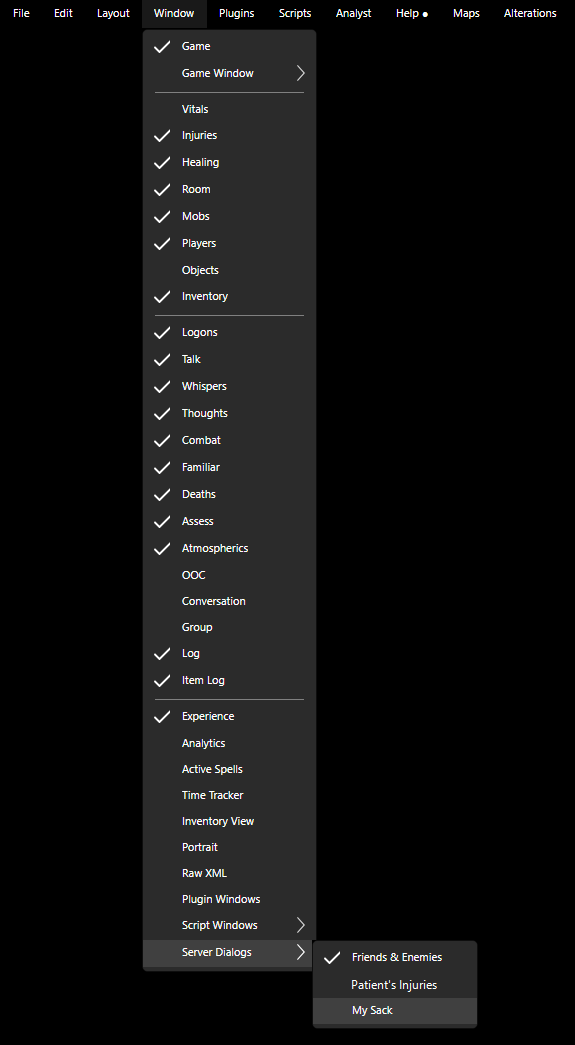 File Edit Layout Window Plugins Scripts Analyst Help Maps Alterations
Game
Game Window
Vitals
Injuries
Healing
Room
Mobs
Players
Objects
Inventory
Logons
Talk
Whispers
Thoughts
Combat
Familiar
Deaths
Assess
Atmospherics
OOC
Conversation
Group
Log
Item Log
Experience
Analytics
Active Spells
Time Tracker
Inventory View
Portrait
Raw XML
Plugin Windows
Script Windows
Server Dialogs
Friends & Enemies
Patient's Injuries
My Sack